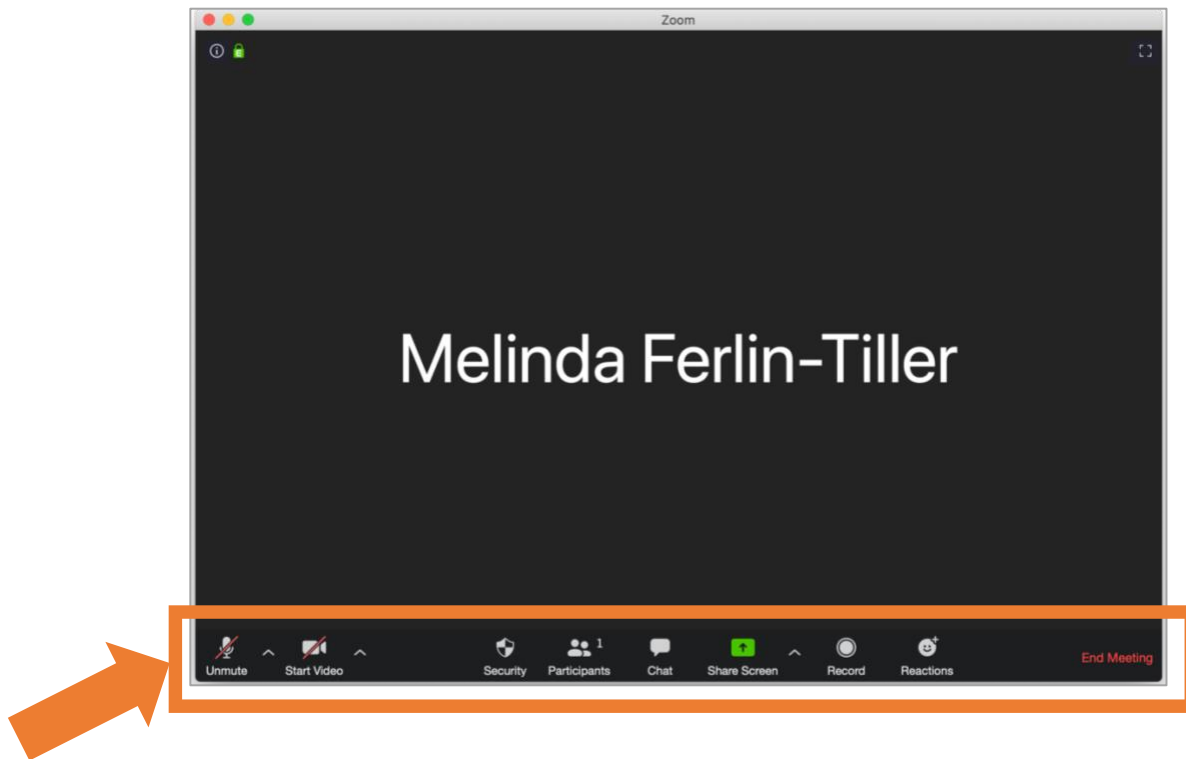 Zoom
Melinda Ferlin-Tiller
1
Unmute Start Video Security Participants Chat Share Screen Record Reactions End Meeting